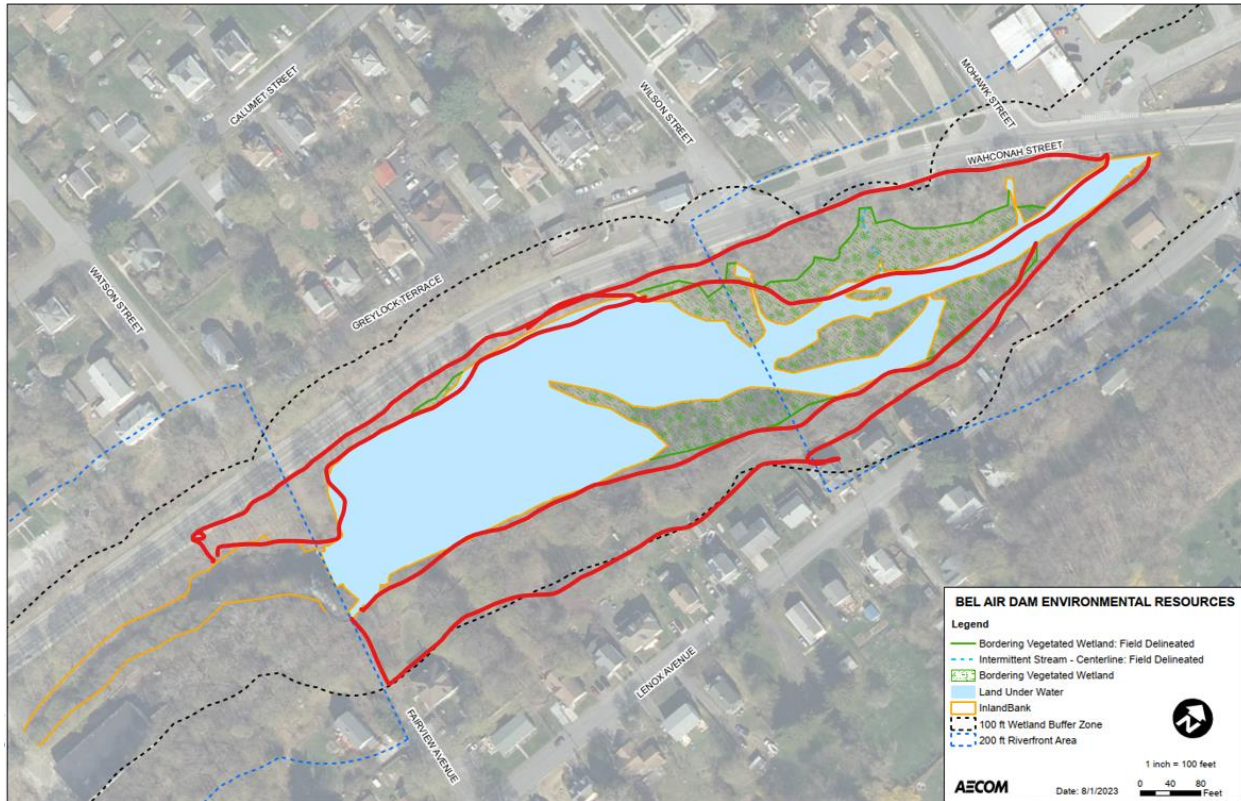 CALUMET STREET
WILSON STREET
MOHAWK STREET
WAHCONAH STREET
WATSON STREET
GREYLOCK TERRACE
LENOX AVENUE
FAIRVIEW AVENUE
BEL AIR DAM ENVIRONMENTAL RESOURCES
Legend
Bordering Vegetated Wetland: Field Delineated
Intermittent Stream - Centerline: Field Delineated
Bordering Vegetated Wetland
Land Under Water
InlandBank
100 ft Wetland Buffer Zone
200 ft Riverfront Area
N
1 inch = 100 feet
AECOM
Date: 8/1/2023
0 40 80
Feet